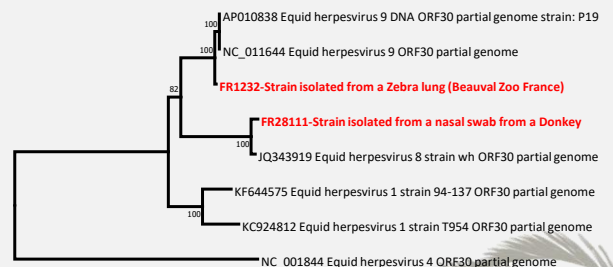 100
AP010838 Equid herpesvirus 9 DNA ORF30 partial genome strain: P19
100
NC_011644 Equid herpesvirus 9 ORF30 partial genome
82
FR1232-Strain isolated from a Zebra lung (Beauval Zoo France)
FR28111-Strain isolated from a nasal swab from a Donkey
100
JQ343919 Equid herpesvirus 8 strain wh ORF30 partial genome
KF644575 Equid herpesvirus 1 strain 94-137 ORF30 partial genome
100
KC924812 Equid herpesvirus 1 strain T954 ORF30 partial genome
NC_001844 Equid herpesvirus 4 ORF30 partial genome